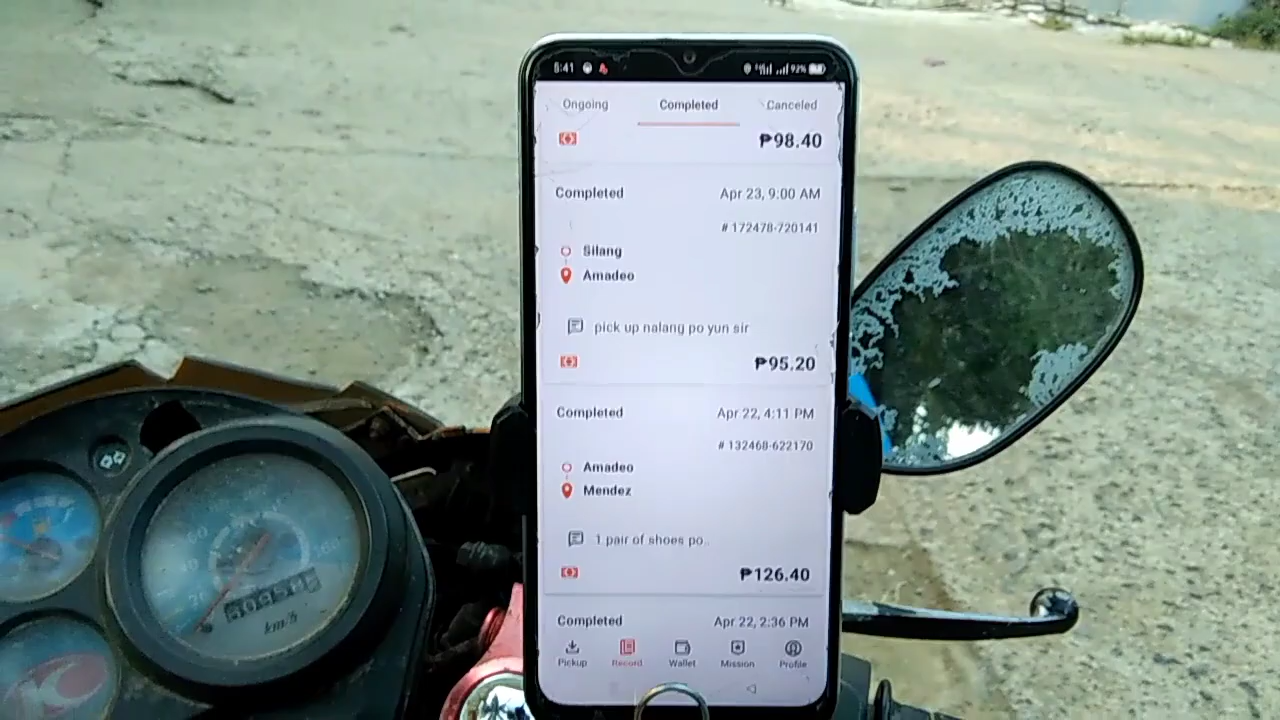 5:41 92%
Ongoing Completed Canceled
₱98.40
Completed Apr 23, 9:00 AM
# 172478-720141
Silang
Amadeo
pick up nalang po yun sir
₱95.20
Completed Apr 22, 4:11 PM
# 132468-622170
Amadeo
Mendez
1 pair of shoes po..
₱126.40
Completed Apr 22, 2:36 PM
Pickup Record Wallet Mission Profile
km/h